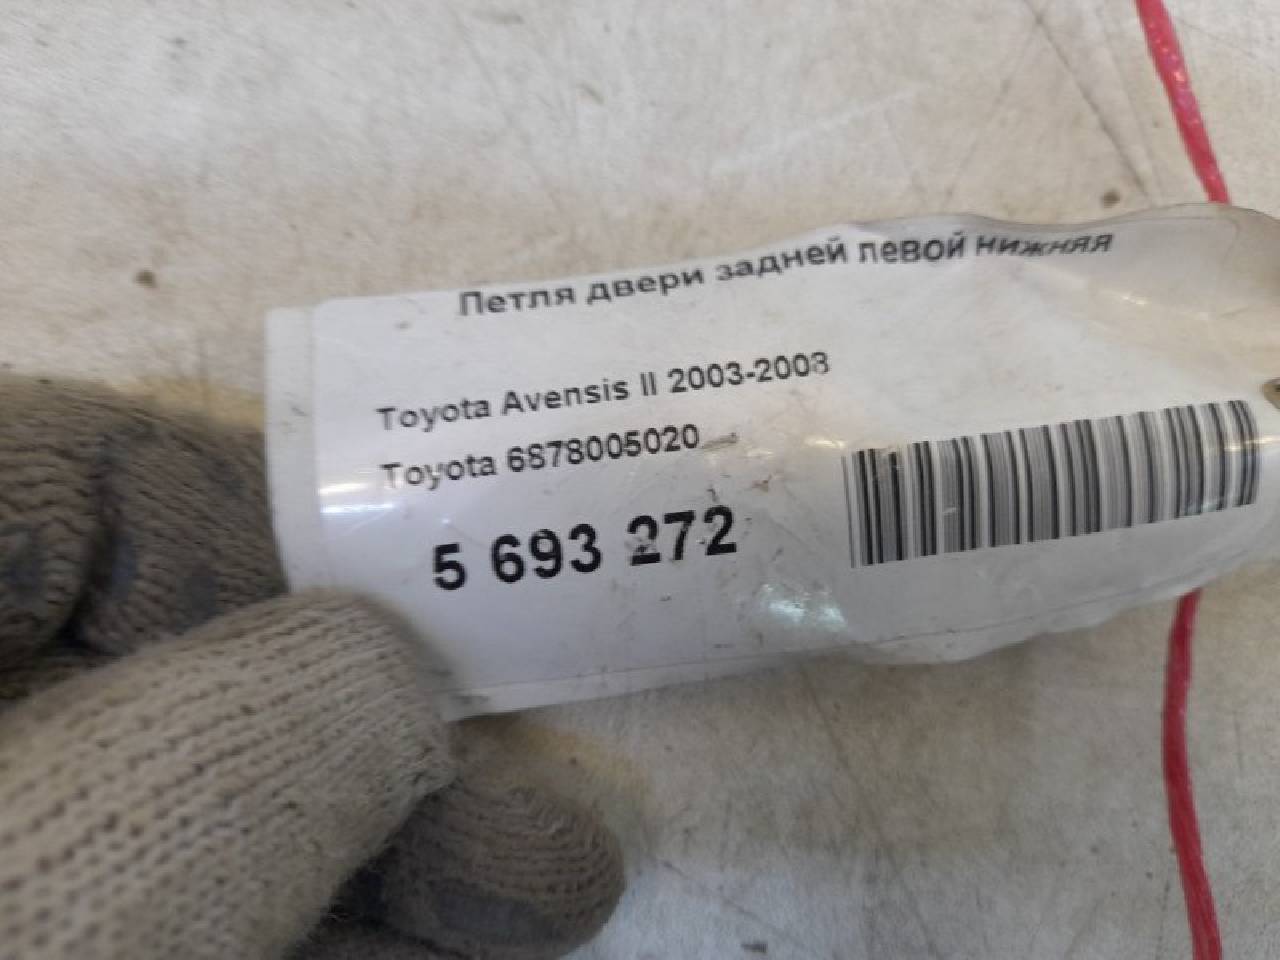 Петля двери задней левой нижняя
Toyota Avensis II 2003-2008
Toyota 6878005020
5 693 272